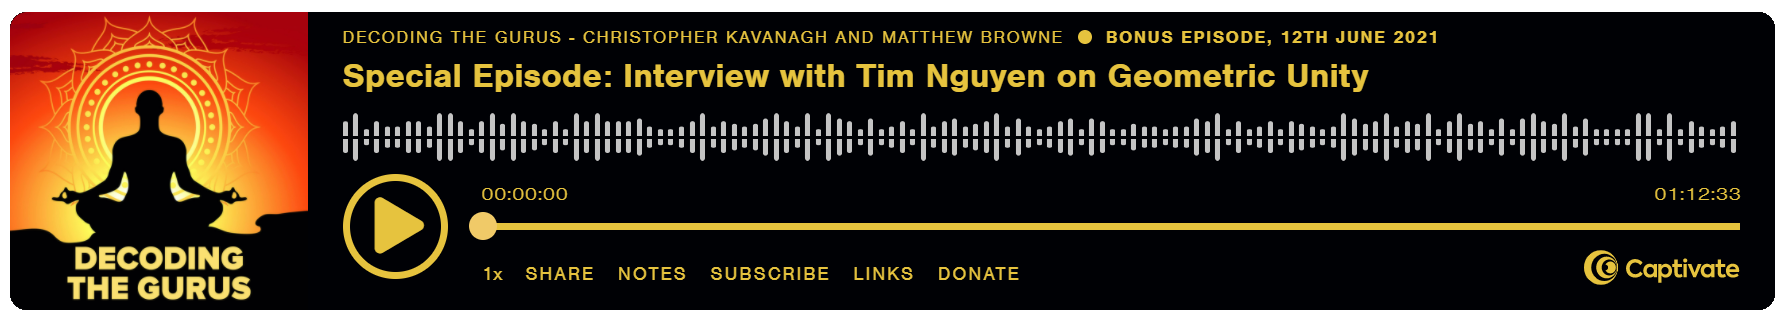 DECODING THE GURUS - CHRISTOPHER KAVANAGH AND MATTHEW BROWNE ● BONUS EPISODE, 12TH JUNE 2021
Special Episode: Interview with Tim Nguyen on Geometric Unity
00:00:00 01:12:33
1x SHARE NOTES SUBSCRIBE LINKS DONATE
Captivate
DECODING
THE GURUS